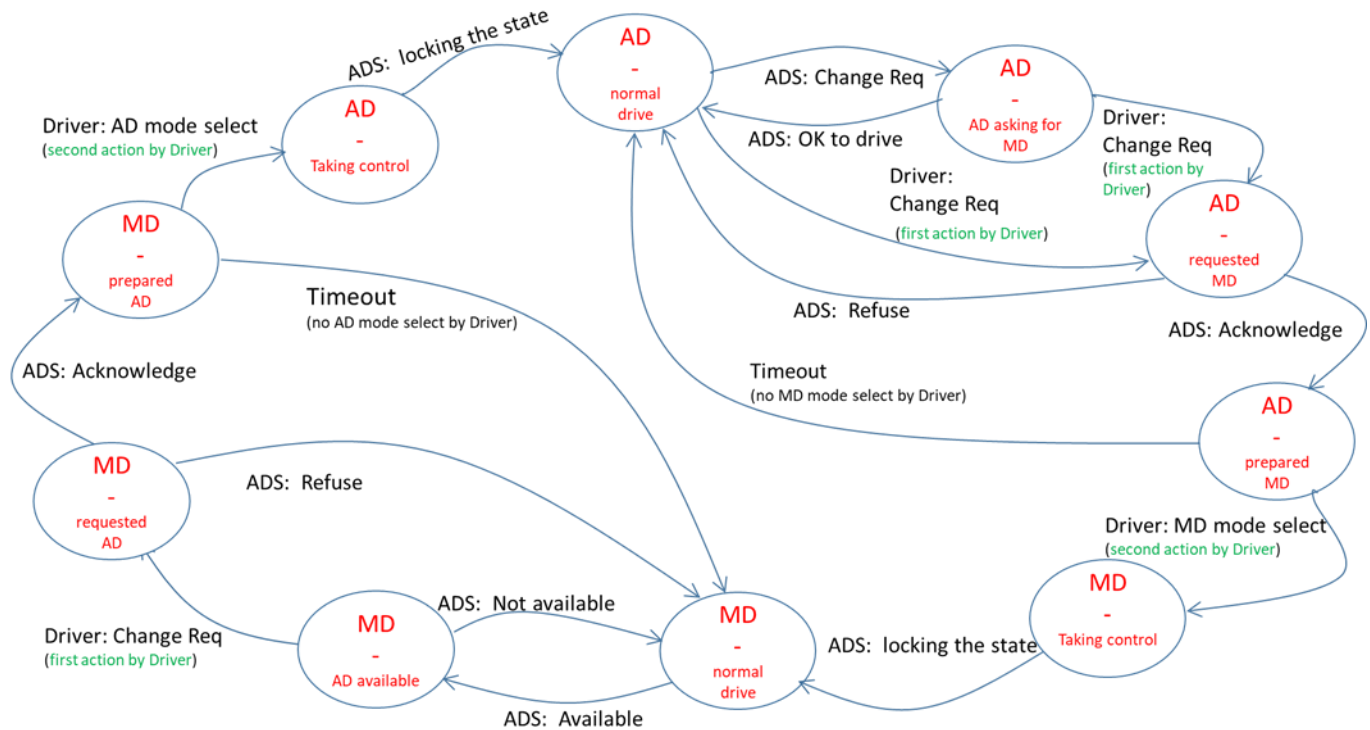 ADS:  locking the state
AD
-
normal
drive
ADS: Change Req
AD
-
AD asking for
MD
ADS: OK to drive
Driver:
Change Req
(first action by
Driver)
AD
-
Taking control
Driver: AD mode select
(second action by Driver)
Driver:
Change Req
(first action by Driver)
AD
-
requested
MD
MD
-
prepared
AD
Timeout
(no AD mode select by Driver)
ADS:  Refuse
ADS: Acknowledge
ADS: Acknowledge
Timeout
(no MD mode select by Driver)
AD
-
prepared
MD
MD
-
requested
AD
ADS:  Refuse
Driver: MD mode select
(second action by Driver)
MD
-
Taking control
ADS:  Not available
MD
-
AD available
MD
-
normal
drive
Driver: Change Req
(first action by Driver)
ADS:  locking the state
ADS: Available